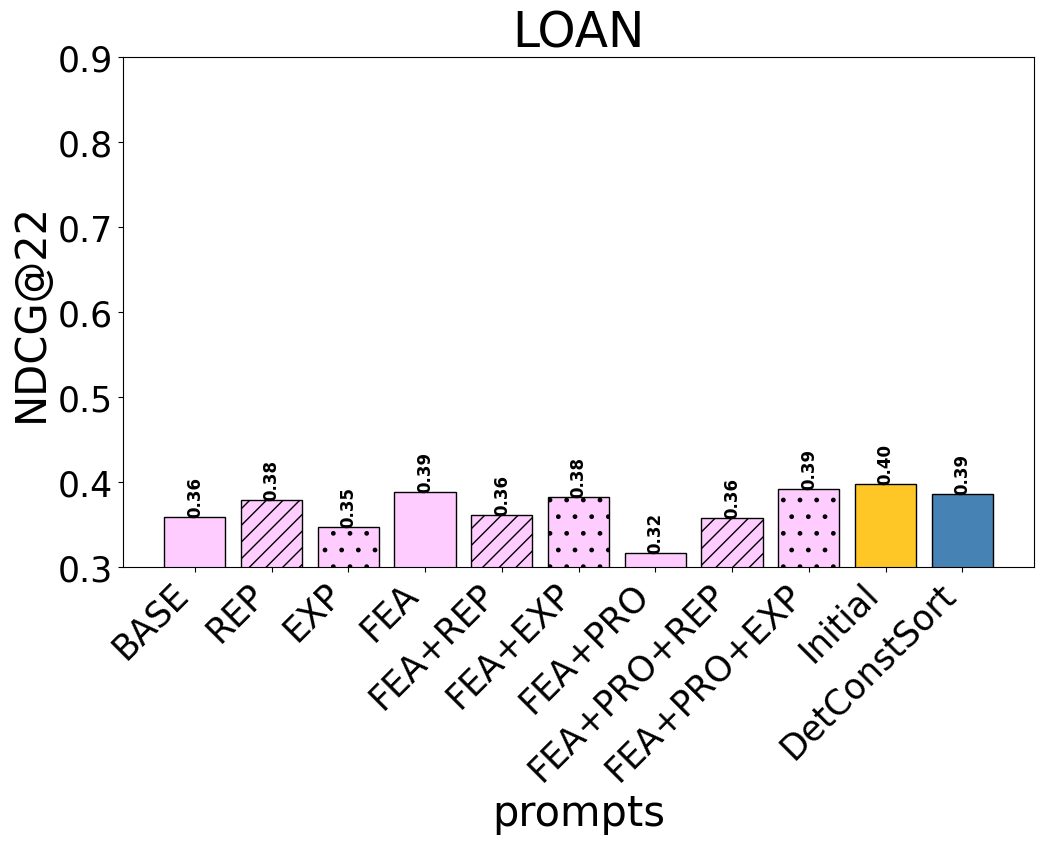 LOAN
NDCG@22
0.9
0.8
0.7
0.6
0.5
0.4
0.3
0.36
0.38
0.35
0.39
0.36
0.38
0.32
0.36
0.39
0.40
0.39
BASE
REP
EXP
FEA
FEA+REP
FEA+EXP
FEA+PRO
FEA+PRO+REP
FEA+PRO+EXP
Initial
DetConstSort
prompts